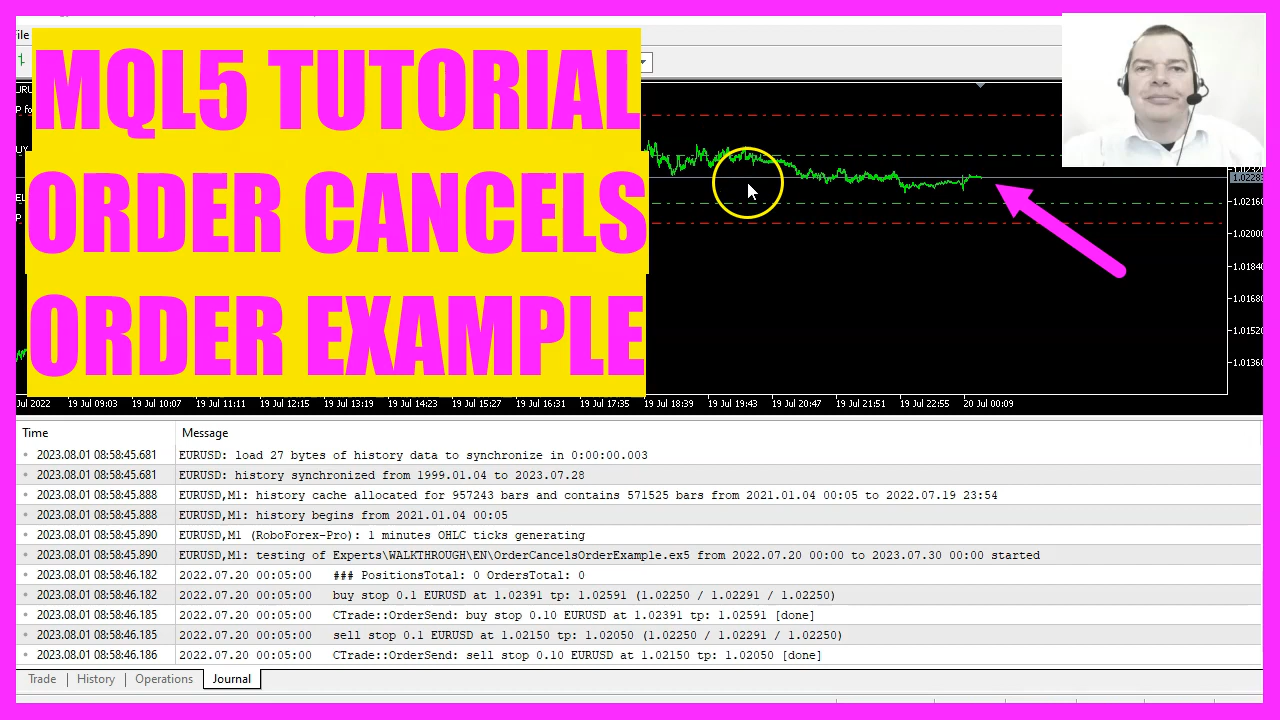 ile
MQL5 TUTORIAL
ORDER CANCELS
ORDER EXAMPLE
1.02283
1.02160
1.02000
1.01840
1.01680
1.01520
1.01360
Jul 2022 19 Jul 09:03 19 Jul 10:07 19 Jul 11:11 19 Jul 12:15 19 Jul 13:19 19 Jul 14:23 19 Jul 15:27 19 Jul 16:31 19 Jul 17:35 19 Jul 18:39 19 Jul 19:43 19 Jul 20:47 19 Jul 21:51 19 Jul 22:55 20 Jul 00:09
Time Message
2023.08.01 08:58:45.681 EURUSD: load 27 bytes of history data to synchronize in 0:00:00.003
2023.08.01 08:58:45.681 EURUSD: history synchronized from 1999.01.04 to 2023.07.28
2023.08.01 08:58:45.888 EURUSD,M1: history cache allocated for 957243 bars and contains 571525 bars from 2021.01.04 00:05 to 2022.07.19 23:54
2023.08.01 08:58:45.888 EURUSD,M1: history begins from 2021.01.04 00:05
2023.08.01 08:58:45.890 EURUSD,M1 (RoboForex-Pro): 1 minutes OHLC ticks generating
2023.08.01 08:58:45.890 EURUSD,M1: testing of Experts\WALKTHROUGH\EN\OrderCancelsOrderExample.ex5 from 2022.07.20 00:00 to 2023.07.30 00:00 started
2023.08.01 08:58:46.182 2022.07.20 00:05:00 ### PositionsTotal: 0 OrdersTotal: 0
2023.08.01 08:58:46.182 2022.07.20 00:05:00 buy stop 0.1 EURUSD at 1.02391 tp: 1.02591 (1.02250 / 1.02291 / 1.02250)
2023.08.01 08:58:46.185 2022.07.20 00:05:00 CTrade::OrderSend: buy stop 0.10 EURUSD at 1.02391 tp: 1.02591 [done]
2023.08.01 08:58:46.185 2022.07.20 00:05:00 sell stop 0.1 EURUSD at 1.02150 tp: 1.02050 (1.02250 / 1.02291 / 1.02250)
2023.08.01 08:58:46.186 2022.07.20 00:05:00 CTrade::OrderSend: sell stop 0.10 EURUSD at 1.02150 tp: 1.02050 [done]
Trade History Operations Journal